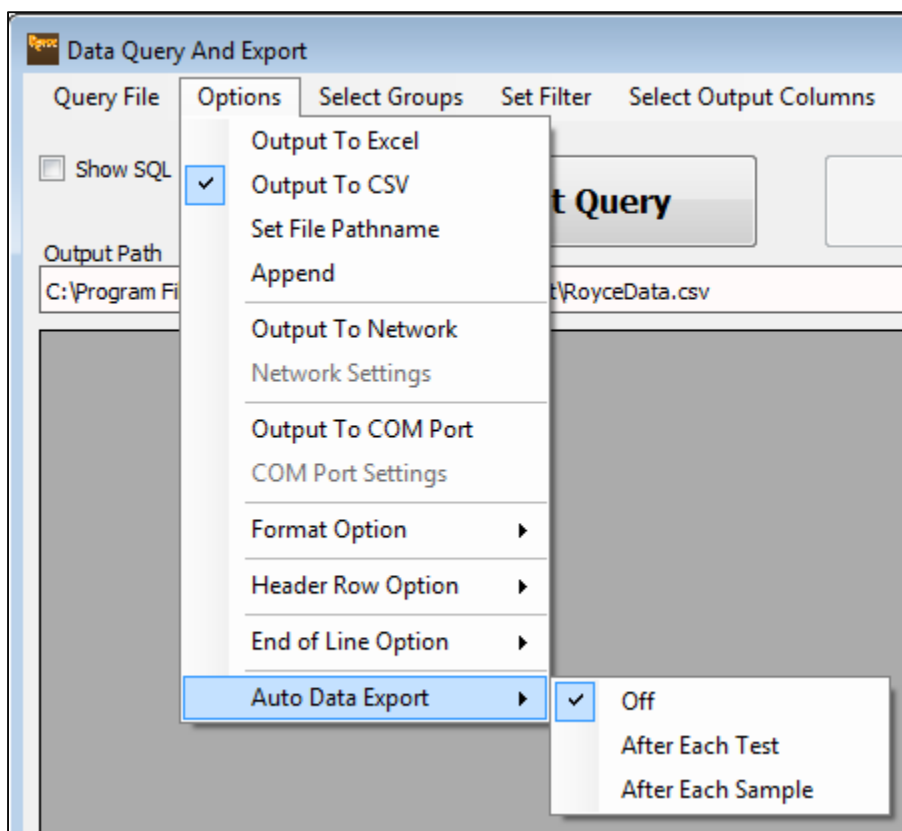 Royce Data Query And Export
Query File Options Select Groups Set Filter Select Output Columns
Show SQL
t Query
Output Path
C:\Program Fi t\RoyceData.csv
Output To Excel
Output To CSV
Set File Pathname
Append
Output To Network
Network Settings
Output To COM Port
COM Port Settings
Format Option
Header Row Option
End of Line Option
Auto Data Export
Off
After Each Test
After Each Sample